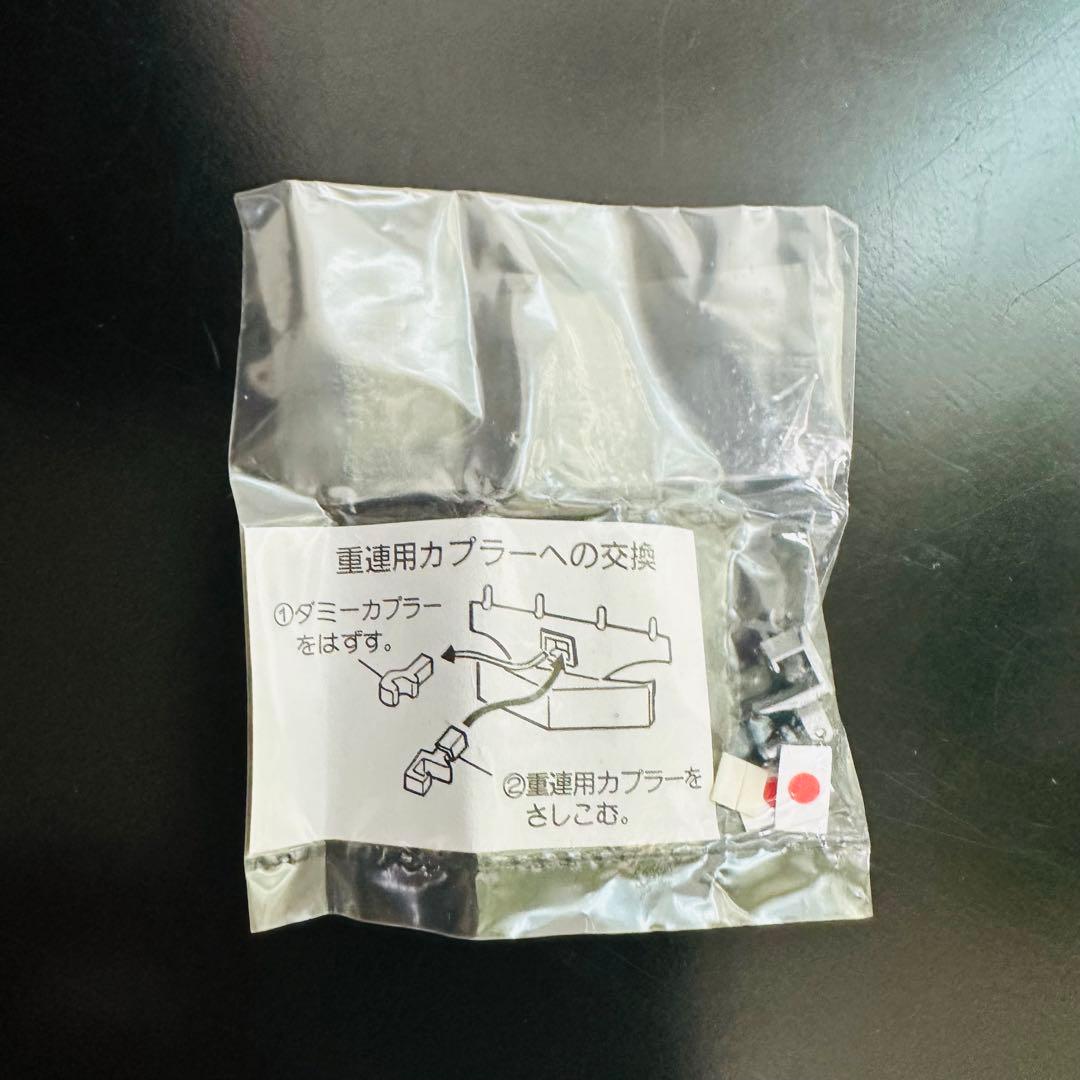 重連用カプラーへの交換
①ダミーカプラー
をはずす。
②重連用カプラーを
さしこむ。